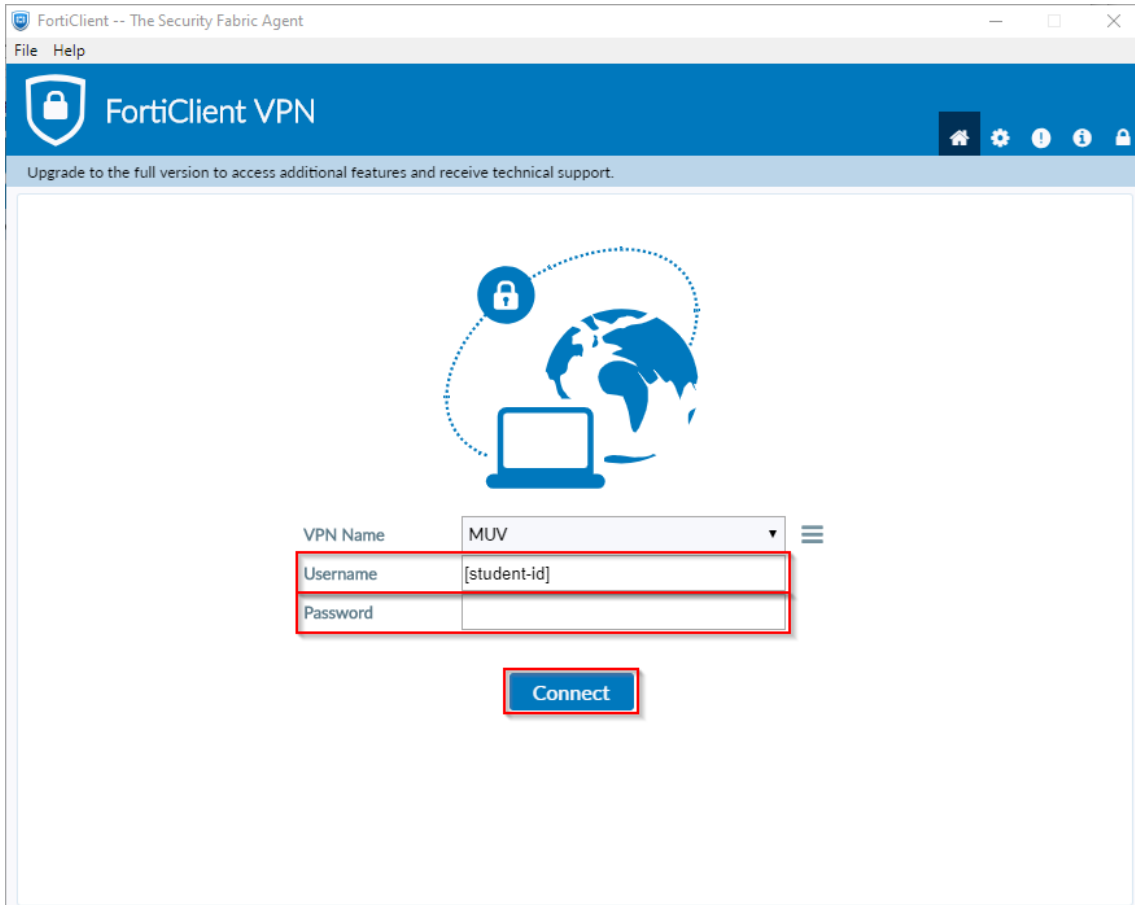 FortiClient -- The Security Fabric Agent
File Help
FortiClient VPN
Upgrade to the full version to access additional features and receive technical support.
VPN Name MUV
Username [student-id]
Password
Connect